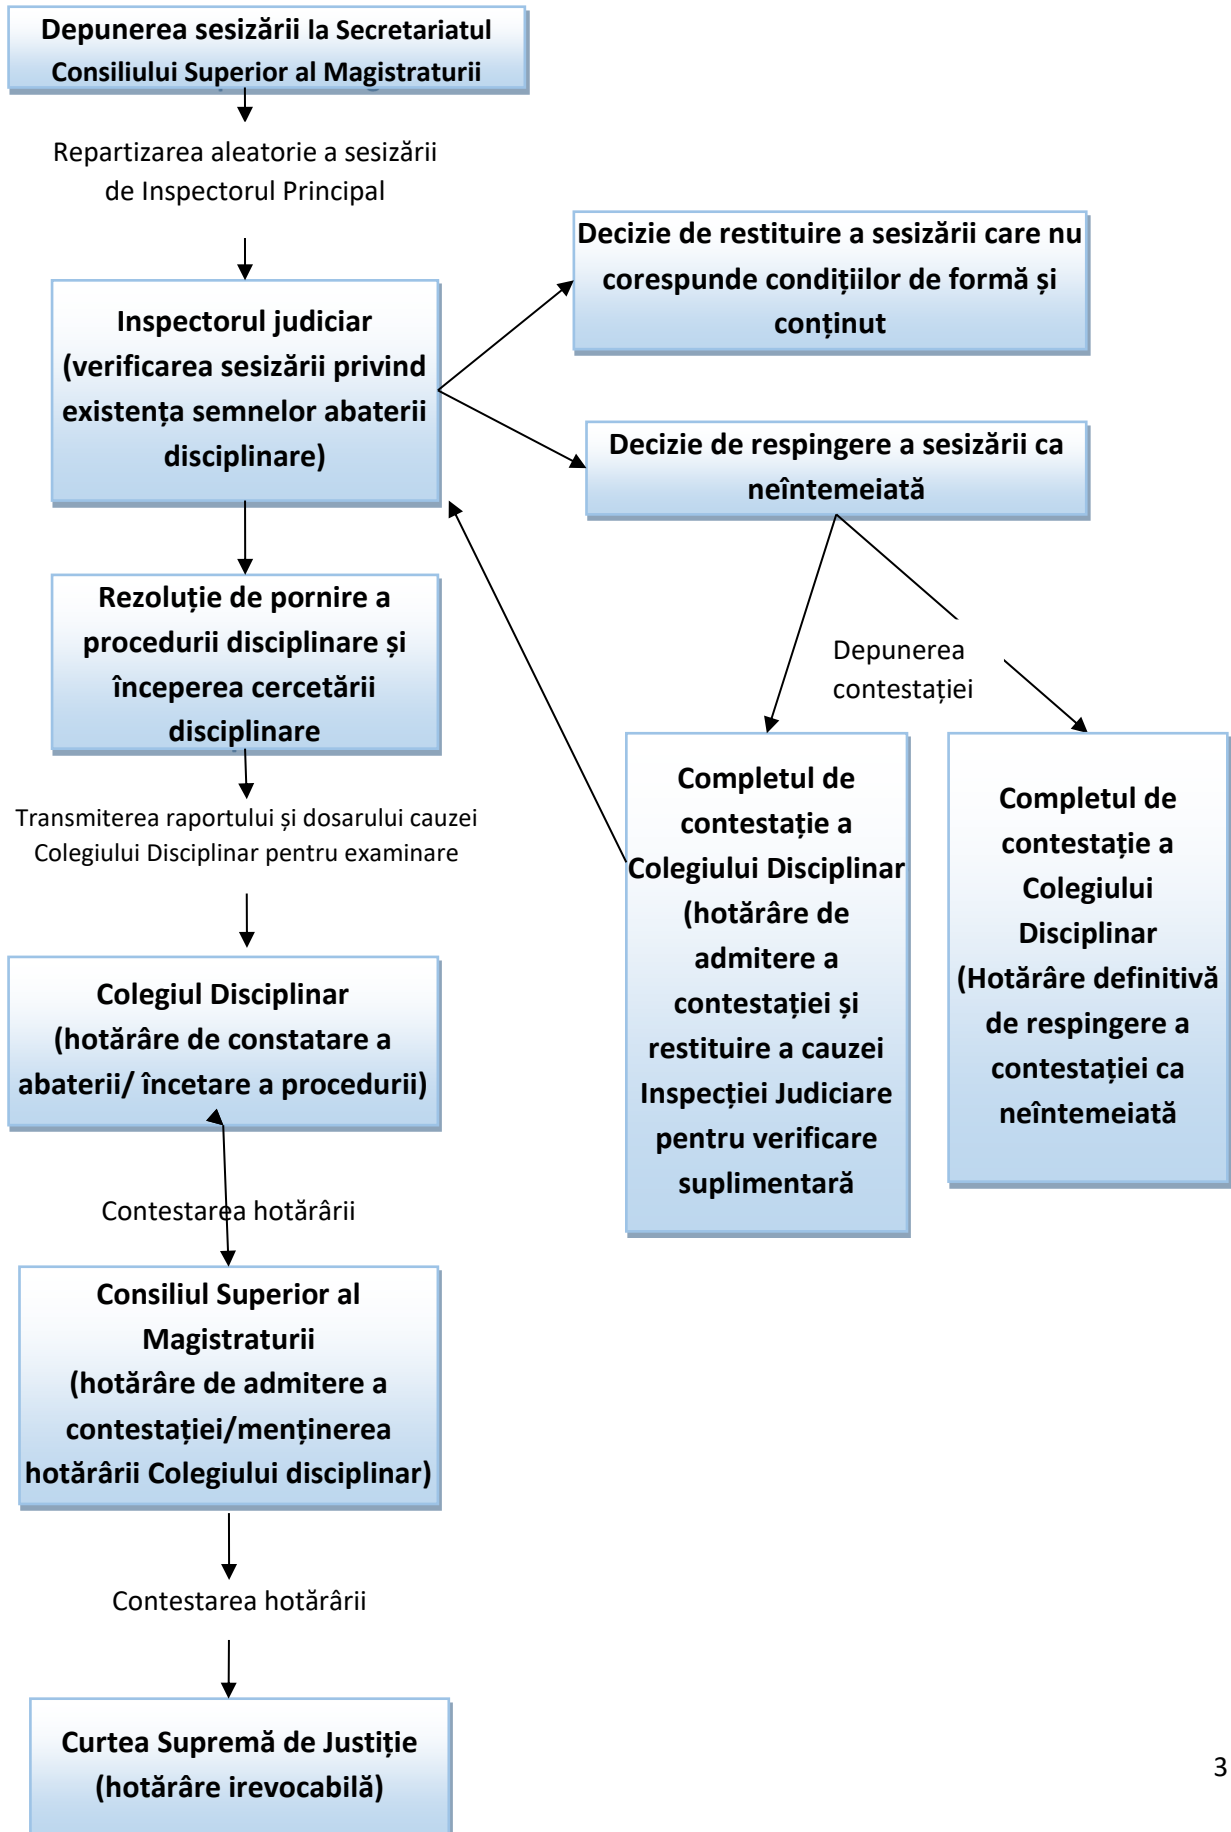 Depunerea sesizării la Secretariatul
Consiliului Superior al Magistraturii
Repartizarea aleatorie a sesizării
de Inspectorul Principal
Decizie de restituire a sesizării care nu
corespunde condițiilor de formă și
conținut
Inspectorul judiciar
(verificarea sesizării privind
existența semnelor abaterii
disciplinare)
Decizie de respingere a sesizării ca
neîntemeiată
Rezoluție de pornire a
procedurii disciplinare și
începerea cercetării
disciplinare
Depunerea
contestației
Transmiterea raportului și dosarului cauzei
Colegiului Disciplinar pentru examinare
Completul de
contestație a
Colegiului Disciplinar
(hotărâre de
admitere a
contestației și
restituire a cauzei
Inspecției Judiciare
pentru verificare
suplimentară
Completul de
contestație a
Colegiului
Disciplinar
(Hotărâre definitivă
de respingere a
contestației ca
neîntemeiată
Colegiul Disciplinar
(hotărâre de constatare a
abaterii/ încetare a procedurii)
Contestarea hotărârii
Consiliul Superior al
Magistraturii
(hotărâre de admitere a
contestației/menținerea
hotărârii Colegiului disciplinar)
Contestarea hotărârii
Curtea Supremă de Justiție
(hotărâre irevocabilă)
3